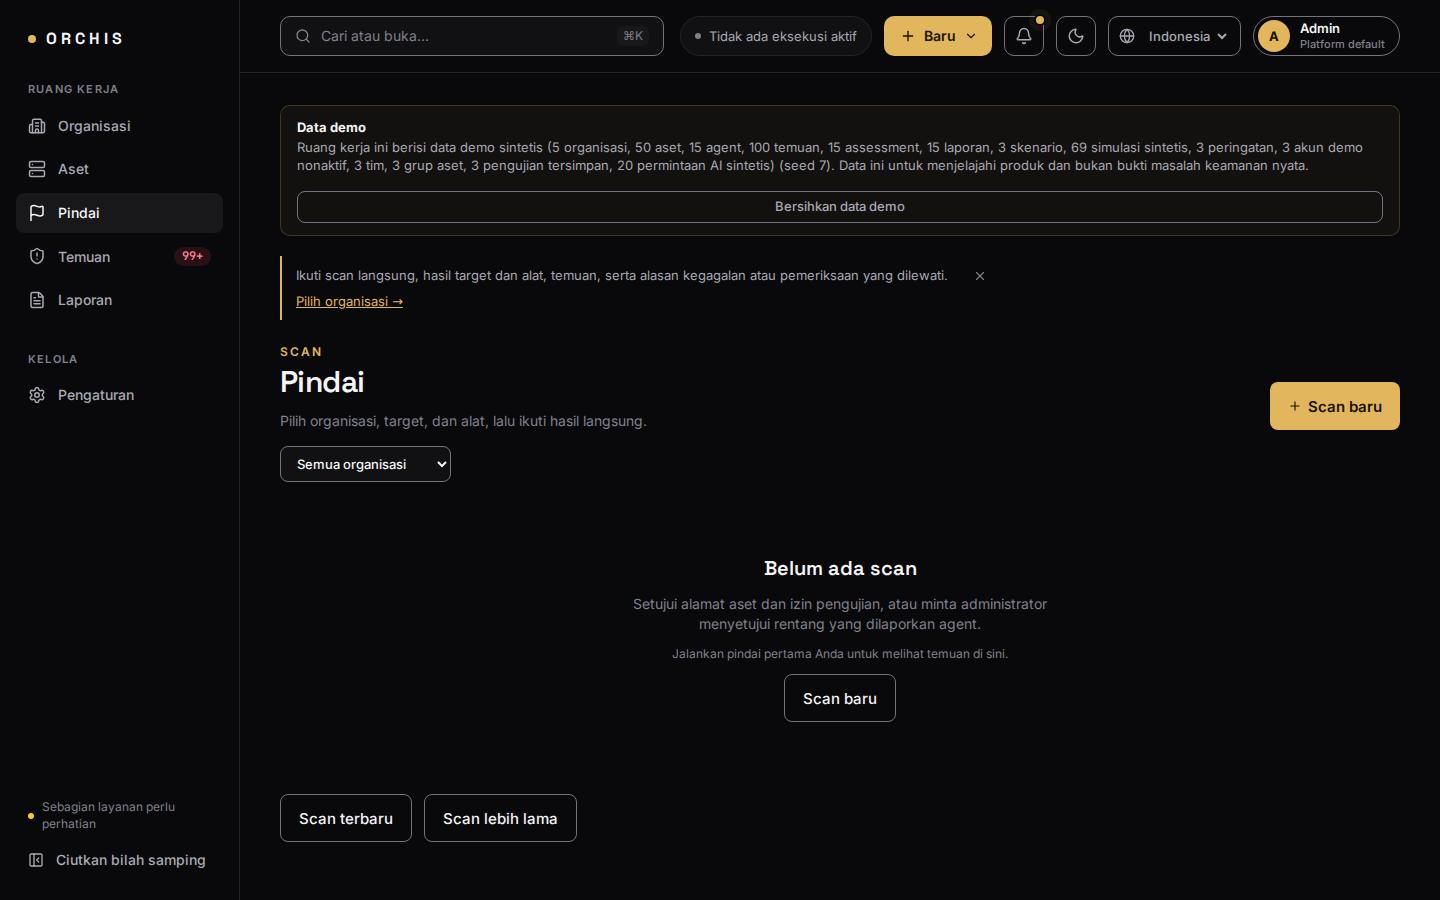 ORCHIS
RUANG KERJA
Organisasi
Aset
Pindai
Temuan 99+
Laporan
KELOLA
Pengaturan
Sebagian layanan perlu
perhatian
Ciutkan bilah samping
Cari atau buka... ⌘K
Tidak ada eksekusi aktif
Baru
Indonesia
A
Admin
Platform default
Data demo
Ruang kerja ini berisi data demo sintetis (5 organisasi, 50 aset, 15 agent, 100 temuan, 15 assessment, 15 laporan, 3 skenario, 69 simulasi sintetis, 3 peringatan, 3 akun demo
nonaktif, 3 tim, 3 grup aset, 3 pengujian tersimpan, 20 permintaan AI sintetis) (seed 7). Data ini untuk menjelajahi produk dan bukan bukti masalah keamanan nyata.
Bersihkan data demo
Ikuti scan langsung, hasil target dan alat, temuan, serta alasan kegagalan atau pemeriksaan yang dilewati.
Pilih organisasi →
SCAN
Pindai
Pilih organisasi, target, dan alat, lalu ikuti hasil langsung.
+ Scan baru
Semua organisasi
Belum ada scan
Setujui alamat aset dan izin pengujian, atau minta administrator
menyetujui rentang yang dilaporkan agent.
Jalankan pindai pertama Anda untuk melihat temuan di sini.
Scan baru
Scan terbaru
Scan lebih lama